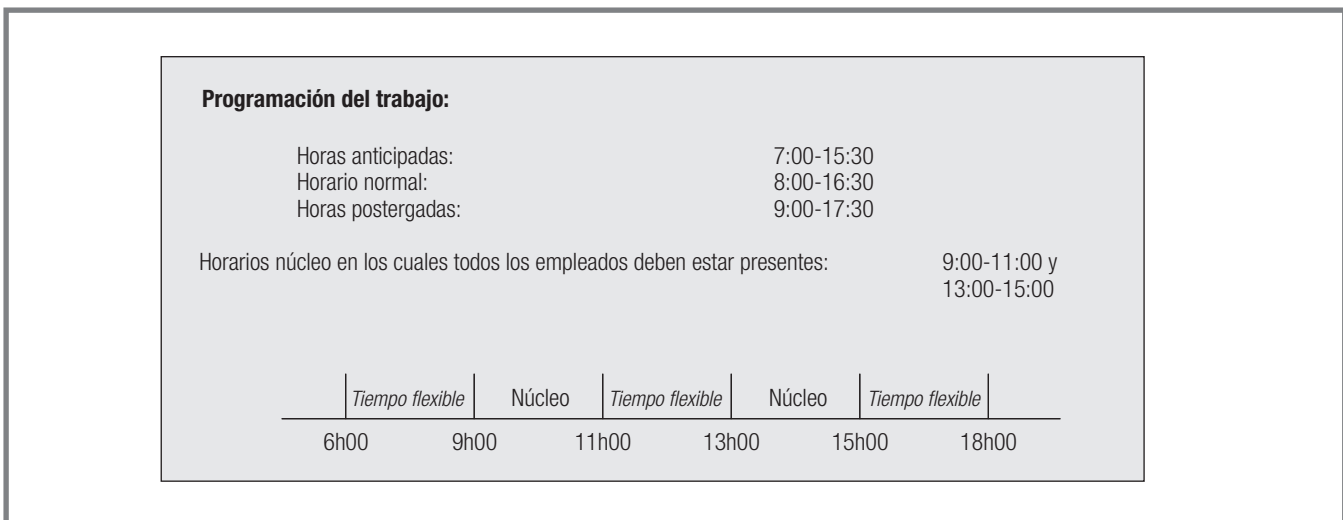 Programación del trabajo:
Horas anticipadas: 7:00-15:30
Horario normal: 8:00-16:30
Horas postergadas: 9:00-17:30
Horarios núcleo en los cuales todos los empleados deben estar presentes: 9:00-11:00 y
13:00-15:00
Tiempo flexible Núcleo Tiempo flexible Núcleo Tiempo flexible
6h00 9h00 11h00 13h00 15h00 18h00